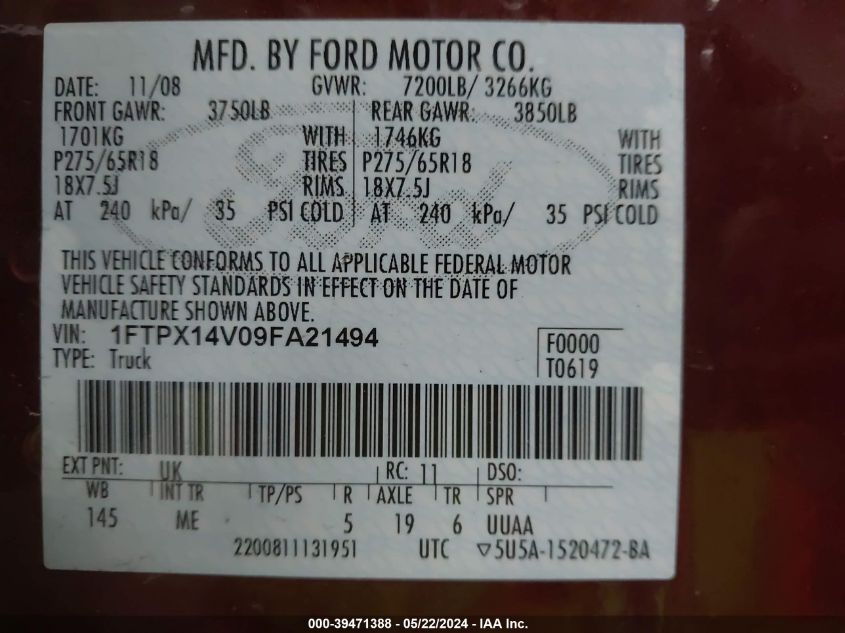 MFD. BY FORD MOTOR CO.
DATE: 11/08 GVWR: 7200LB/ 3266KG
FRONT GAWR: 3750LB REAR GAWR: 3850LB
1701KG WITH 1746KG WITH
P275/65R18 TIRES P275/65R18 TIRES
18X7.5J RIMS 18X7.5J RIMS
AT 240 kPa/ 35 PSI COLD AT 240 kPa/ 35 PSI COLD
Ford
THIS VEHICLE CONFORMS TO ALL APPLICABLE FEDERAL MOTOR
VEHICLE SAFETY STANDARDS IN EFFECT ON THE DATE OF
MANUFACTURE SHOWN ABOVE.
VIN: 1FTPX14V09FA21494 F0000
TYPE: Truck T0619
EXT PNT: UK RC: 11 DSO:
WB INT TR TP/PS R AXLE TR SPR
145 ME 5 19 6 UUAA
2200811131951 UTC ▽5U5A-1520472-BA
000-39471388 - 05/22/2024 - IAA Inc.